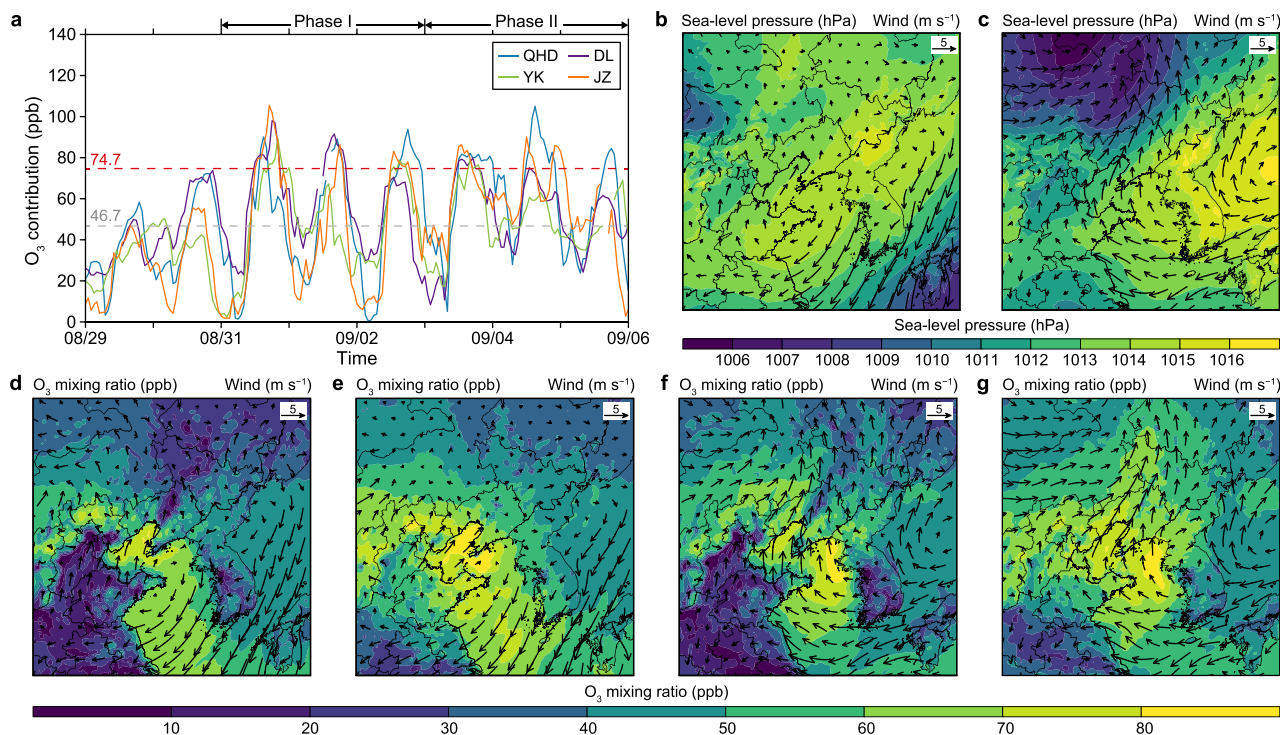 a
Phase I
Phase II
140
120
100
80
60
40
20
0
O₃ contribution (ppb)
QHD
DL
YK
JZ
74.7
46.7
08/29
08/31
09/02
09/04
09/06
Time
b
Sea-level pressure (hPa)
Wind (m s⁻¹)
5
c
Sea-level pressure (hPa)
Wind (m s⁻¹)
5
Sea-level pressure (hPa)
1006 1007 1008 1009 1010 1011 1012 1013 1014 1015 1016
d
O₃ mixing ratio (ppb)
Wind (m s⁻¹)
5
e
O₃ mixing ratio (ppb)
Wind (m s⁻¹)
5
f
O₃ mixing ratio (ppb)
Wind (m s⁻¹)
5
g
O₃ mixing ratio (ppb)
Wind (m s⁻¹)
5
O₃ mixing ratio (ppb)
10 20 30 40 50 60 70 80